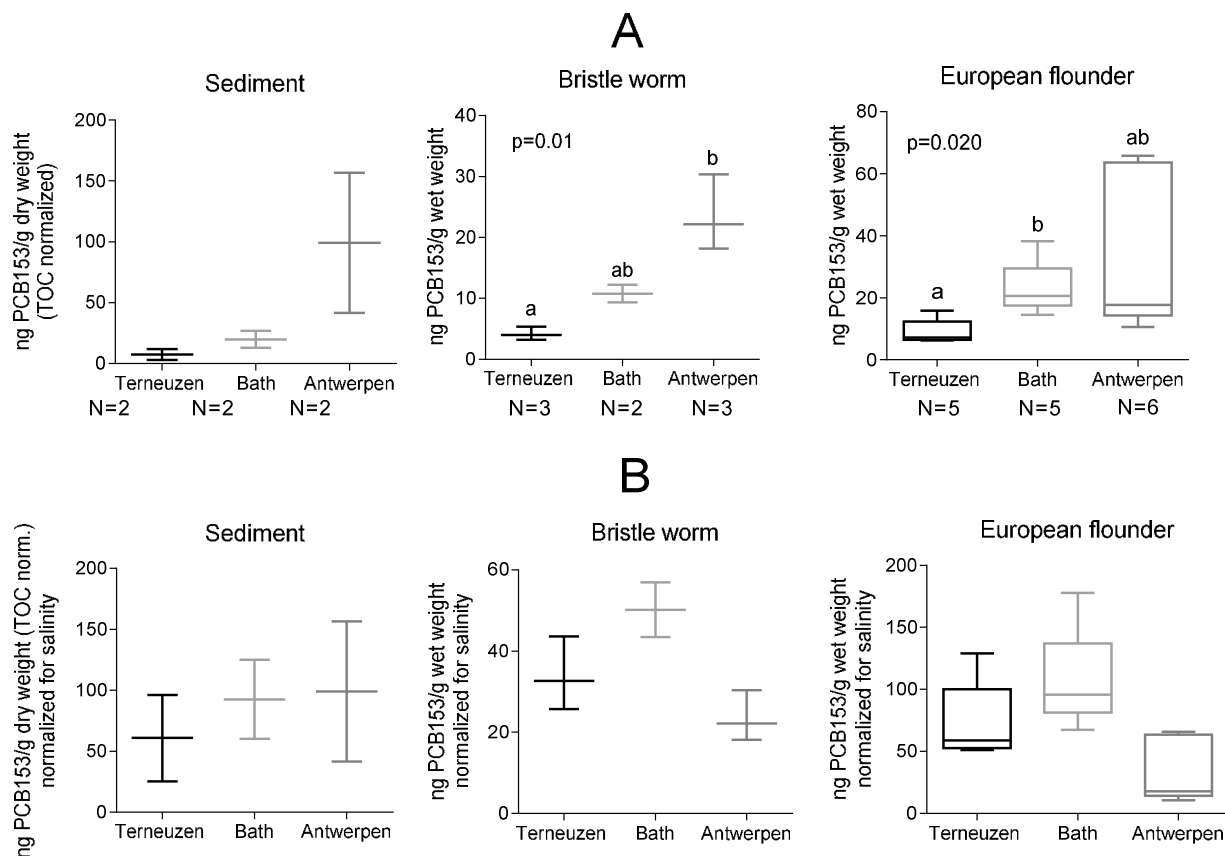 A
Sediment
ng PCB153/g dry weight
(TOC normalized)
200
150
100
50
0
Terneuzen Bath Antwerpen
N=2 N=2 N=2
Bristle worm
ng PCB153/g wet weight
40
30
20
10
0
p=0.01
a
ab
b
Terneuzen Bath Antwerpen
N=3 N=2 N=3
European flounder
ng PCB153/g wet weight
80
60
40
20
0
p=0.020
a
b
ab
Terneuzen Bath Antwerpen
N=5 N=5 N=6
B
Sediment
ng PCB153/g dry weight (TOC norm.)
normalized for salinity
200
150
100
50
0
Terneuzen Bath Antwerpen
Bristle worm
ng PCB153/g wet weight
normalized for salinity
60
40
20
0
Terneuzen Bath Antwerpen
European flounder
ng PCB153/g wet weight
normalized for salinity
200
150
100
50
0
Terneuzen Bath Antwerpen